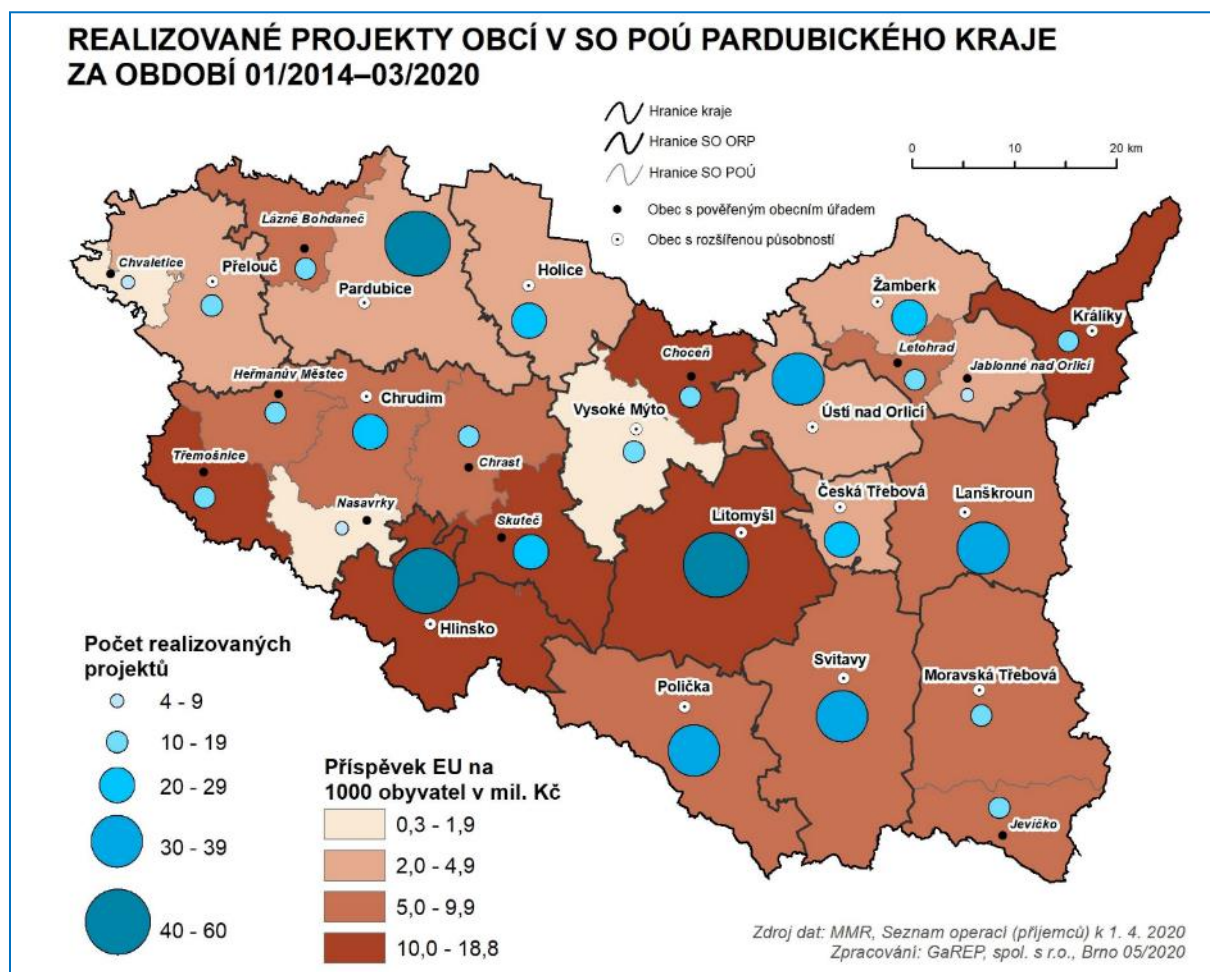 REALIZOVANÉ PROJEKTY OBCÍ V SO POÚ PARDUBICKÉHO KRAJE
ZA OBDOBÍ 01/2014–03/2020
Hranice kraje
Hranice SO ORP
Hranice SO POÚ
Obec s pověřeným obecním úřadem
Obec s rozšířenou působností
0 10 20 km
Lázně Bohdaneč
Chvaletice
Přelouč
Pardubice
Holice
Žamberk
Králíky
Letohrad
Jablonné nad Orlicí
Choceň
Heřmanův Městec
Chrudim
Vysoké Mýto
Ústí nad Orlicí
Třemošnice
Chrast
Nasavrky
Skuteč
Litomyšl
Česká Třebová
Lanškroun
Hlinsko
Svitavy
Polička
Moravská Třebová
Jevíčko
Počet realizovaných
projektů
4 - 9
10 - 19
20 - 29
30 - 39
40 - 60
Příspěvek EU na
1000 obyvatel v mil. Kč
0,3 - 1,9
2,0 - 4,9
5,0 - 9,9
10,0 - 18,8
Zdroj dat: MMR, Seznam operací (příjemců) k 1. 4. 2020
Zpracování: GaREP, spol. s r.o., Brno 05/2020